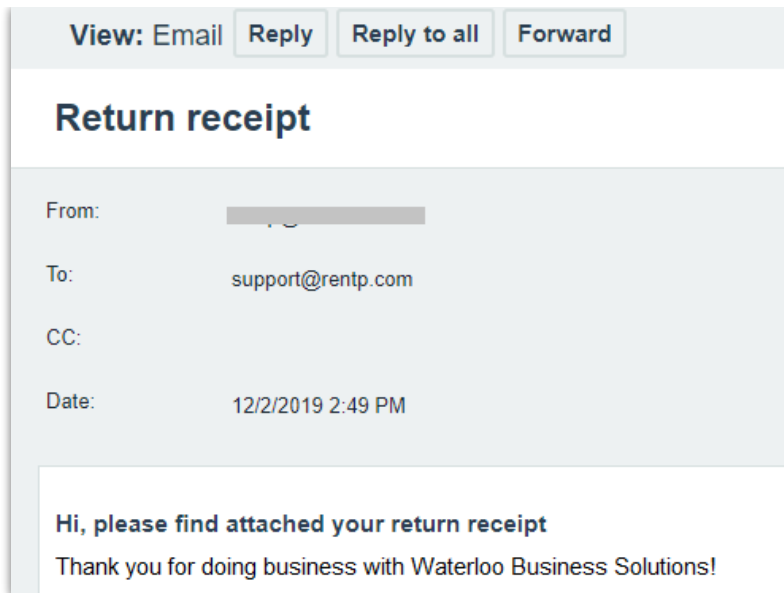 View: Email Reply Reply to all Forward
Return receipt
From:
To: support@rentp.com
CC:
Date: 12/2/2019 2:49 PM
Hi, please find attached your return receipt
Thank you for doing business with Waterloo Business Solutions!